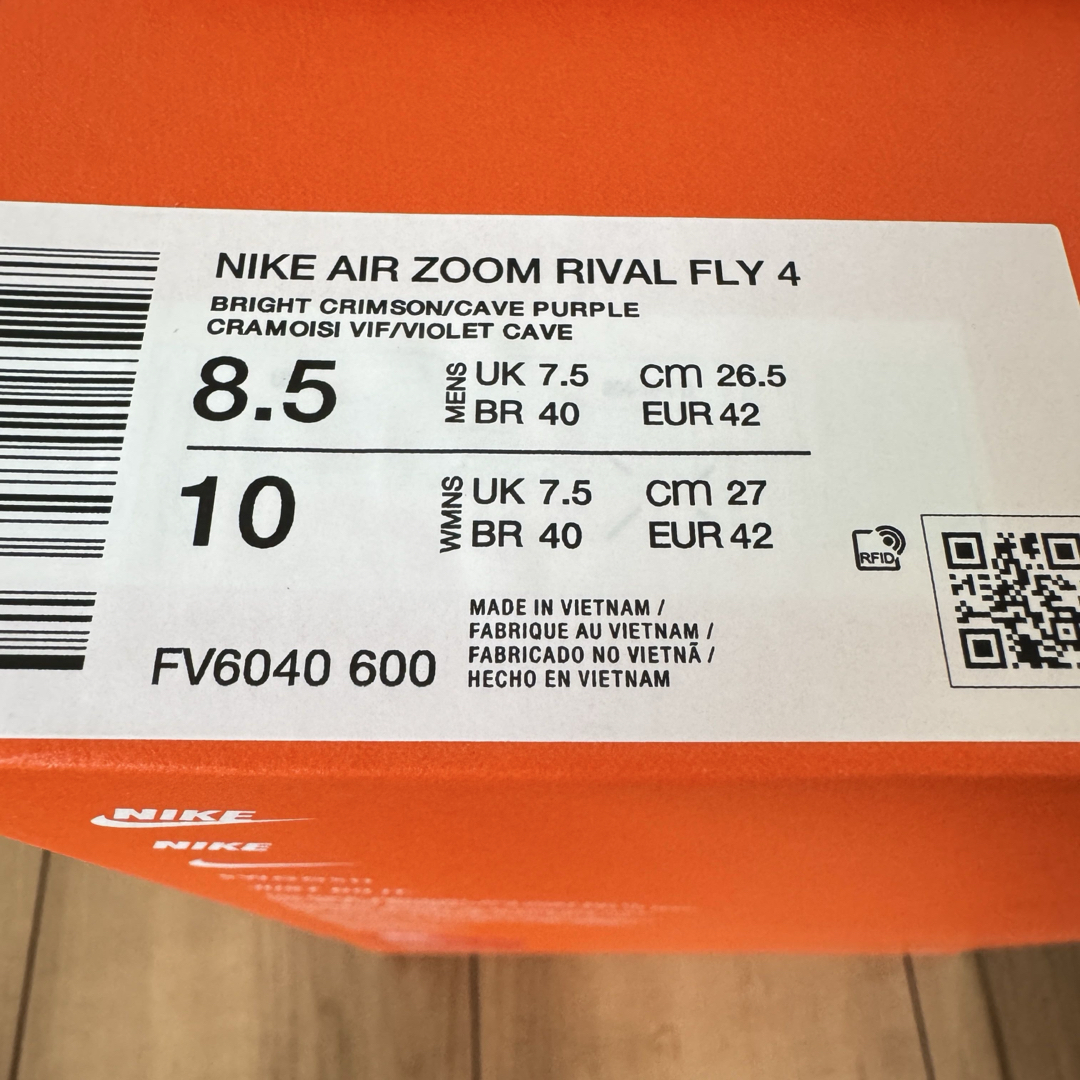 NIKE AIR ZOOM RIVAL FLY 4
BRIGHT CRIMSON/CAVE PURPLE
CRAMOISI VIF/VIOLET CAVE
8.5 MENS UK 7.5 cm 26.5
BR 40 EUR 42
10 WMNS UK 7.5 cm 27
BR 40 EUR 42
RFID
MADE IN VIETNAM /
FABRIQUE AU VIETNAM /
FABRICADO NO VIETNÃ /
HECHO EN VIETNAM
FV6040 600
NIKE
NIKE